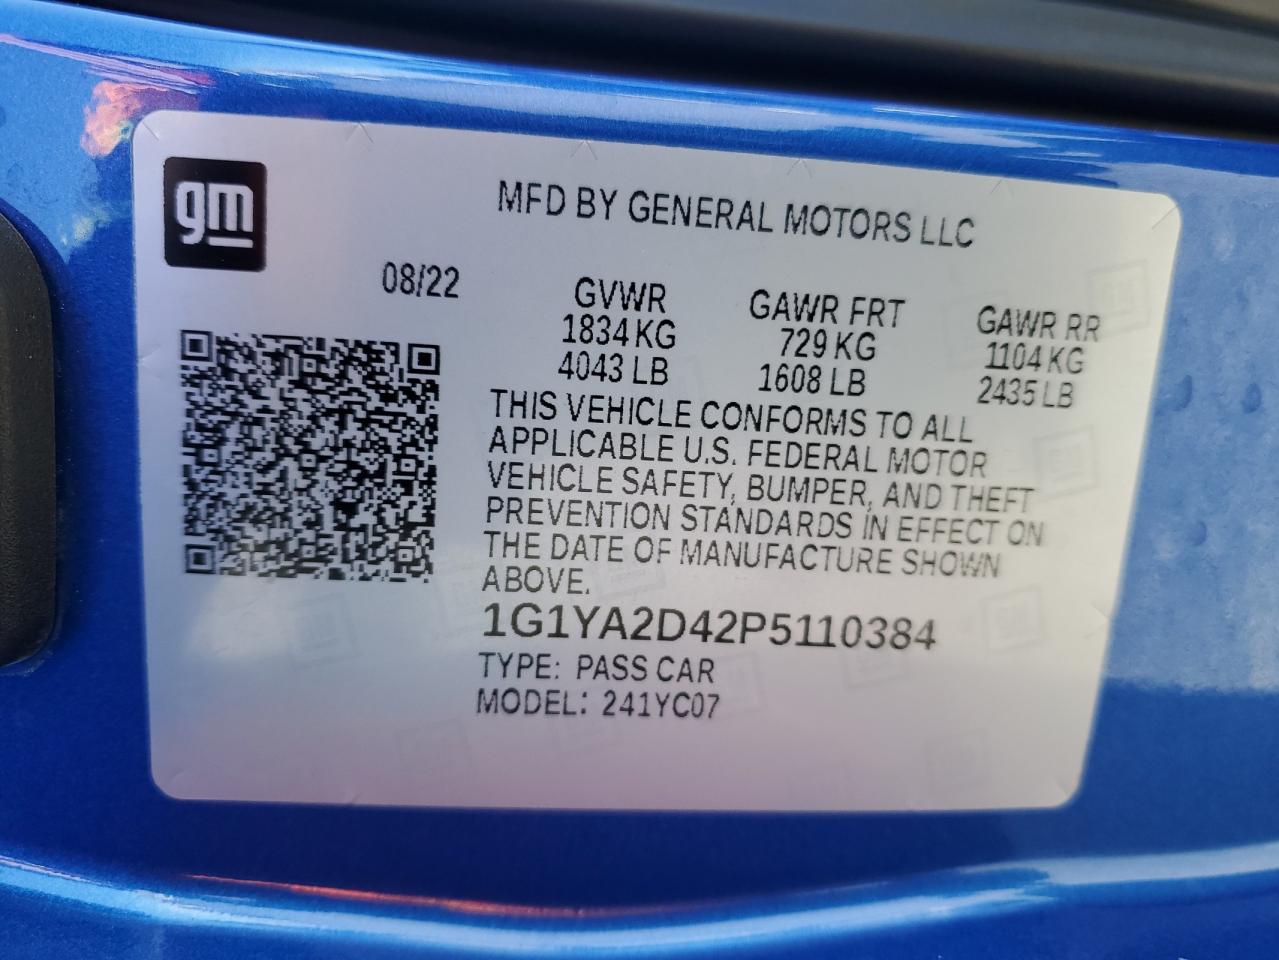 gm
MFD BY GENERAL MOTORS LLC
08/22
GVWR GAWR FRT GAWR RR
1834 KG 729 KG 1104 KG
4043 LB 1608 LB 2435 LB
THIS VEHICLE CONFORMS TO ALL
APPLICABLE U.S. FEDERAL MOTOR
VEHICLE SAFETY, BUMPER, AND THEFT
PREVENTION STANDARDS IN EFFECT ON
THE DATE OF MANUFACTURE SHOWN
ABOVE.
1G1YA2D42P5110384
TYPE: PASS CAR
MODEL: 241YC07